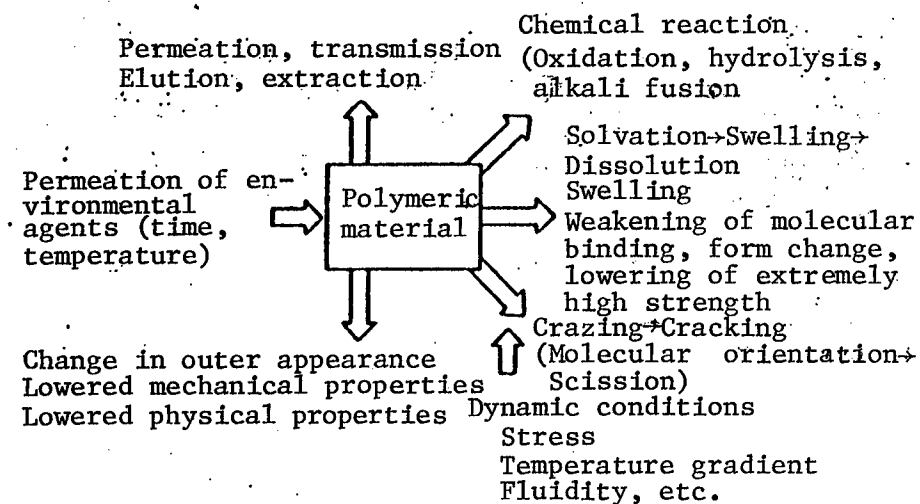 Permeation, transmission
Elution, extraction
Chemical reaction
(Oxidation, hydrolysis,
alkali fusion
Permeation of en-
vironmental
agents (time,
temperature)
Polymeric
material
Solvation→Swelling→
Dissolution
Swelling
Weakening of molecular
binding, form change,
lowering of extremely
high strength
Crazing→Cracking
(Molecular orientation→
Scission)
Change in outer appearance
Lowered mechanical properties
Lowered physical properties
Dynamic conditions
Stress
Temperature gradient
Fluidity, etc.